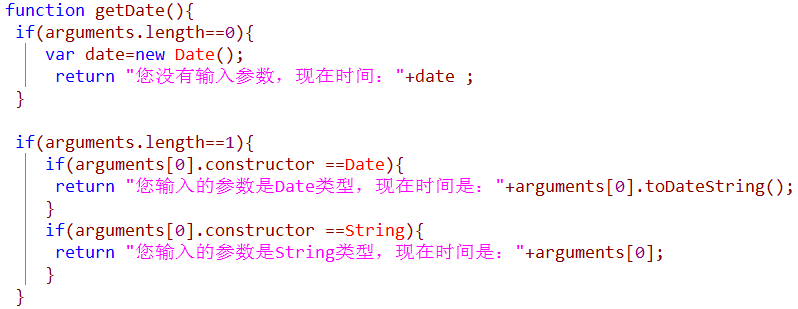 function getDate(){
if(arguments.length==0){
var date=new Date();
return "您没有输入参数，现在时间："+date ;
}
if(arguments.length==1){
if(arguments[0].constructor ==Date){
return "您输入的参数是Date类型，现在时间是："+arguments[0].toDateString();
}
if(arguments[0].constructor ==String){
return "您输入的参数是String类型，现在时间是："+arguments[0];
}
}